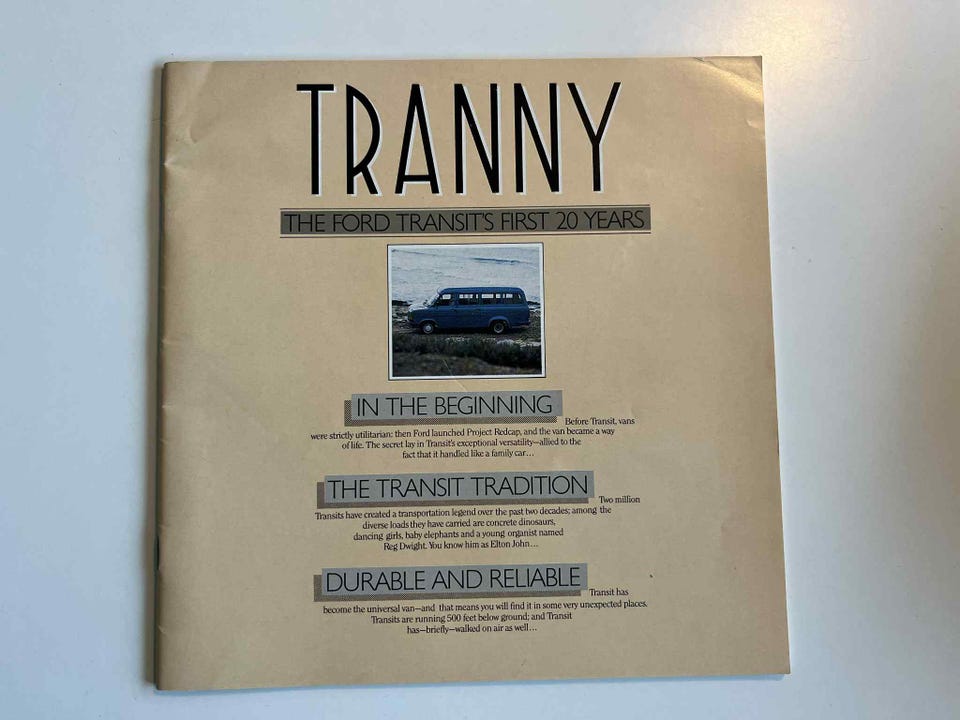 TRANNY
THE FORD TRANSIT'S FIRST 20 YEARS
IN THE BEGINNING
Before Transit, vans
were strictly utilitarian: then Ford launched Project Redcap, and the van became a way
of life. The secret lay in Transit's exceptional versatility—allied to the
fact that it handled like a family car...
THE TRANSIT TRADITION
Two million
Transits have created a transportation legend over the past two decades; among the
diverse loads they have carried are concrete dinosaurs,
dancing girls, baby elephants and a young organist named
Reg Dwight. You know him as Elton John...
DURABLE AND RELIABLE
Transit has
become the universal van—and that means you will find it in some very unexpected places.
Transits are running 500 feet below ground; and Transit
has—briefly—walked on air as well...